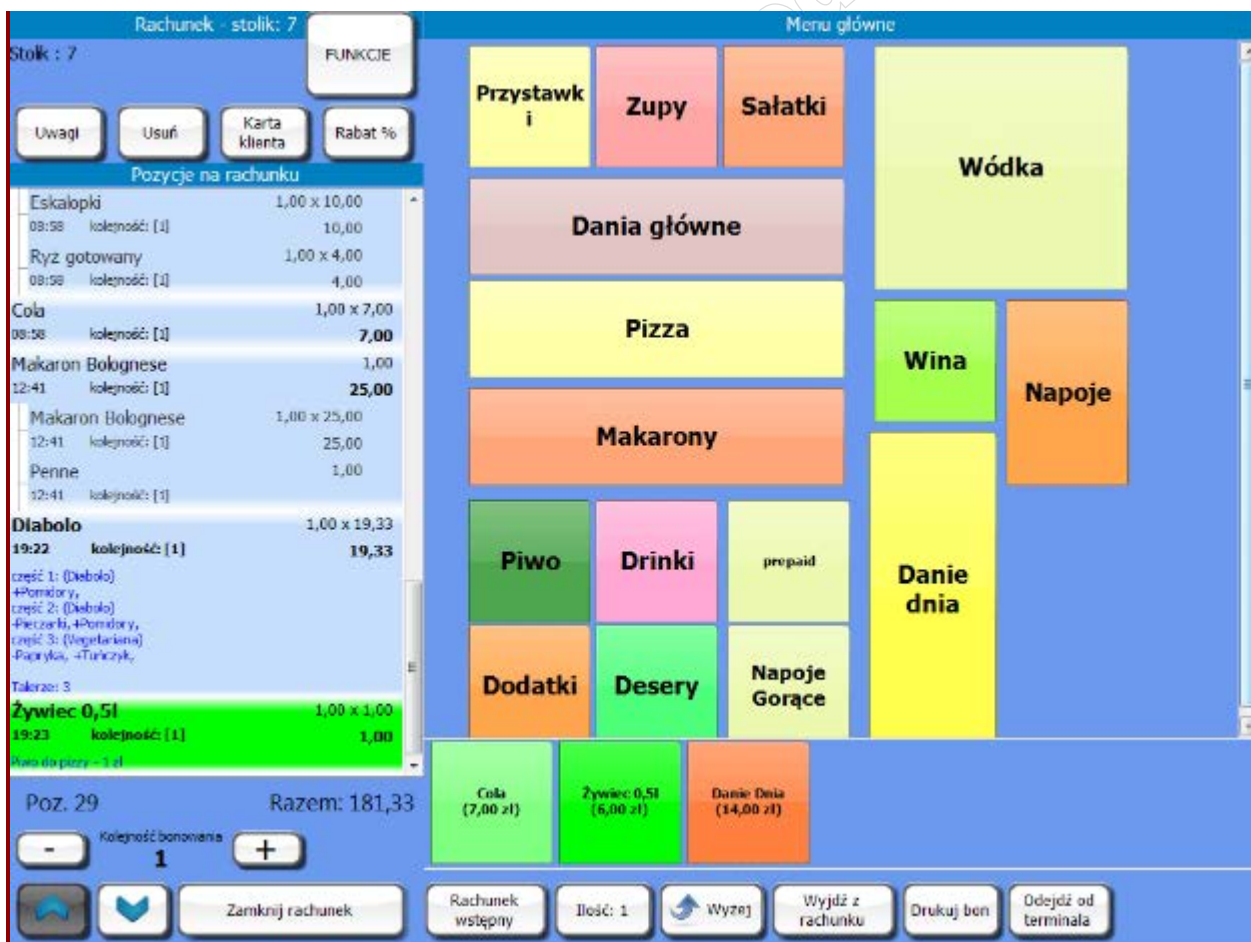 Rachunek - stolik: 7
Menu główne
Stolik : 7
FUNKCJE
Uwagi
Usuń
Karta
klienta
Rabat %
Pozycje na rachunku
Eskalopki 1,00 x 10,00
08:58 kolejność: [1] 10,00
Ryż gotowany 1,00 x 4,00
08:58 kolejność: [1] 4,00
Cola 1,00 x 7,00
08:58 kolejność: [1] 7,00
Makaron Bolognese 1,00
12:41 kolejność: [1] 25,00
Makaron Bolognese 1,00 x 25,00
12:41 kolejność: [1] 25,00
Penne 1,00
12:41 kolejność: [1]
Diabolo 1,00 x 19,33
19:22 kolejność: [1] 19,33
część 1: (Diabolo)
+Pomidory,
część 2: (Diabolo)
-Pieczarki, +Pomidory,
część 3: (Vegetariana)
-Papryka, +Tuńczyk,
Talerze: 3
Żywiec 0,5l 1,00 x 1,00
19:23 kolejność: [1] 1,00
Piwo do pizzy - 1 zł
Poz. 29 Razem: 181,33
-
Kolejność bonowania
1
+
Zamknij rachunek
Przystawk
i
Zupy
Sałatki
Wódka
Dania główne
Pizza
Wina
Napoje
Makarony
Piwo
Drinki
prepaid
Danie
dnia
Dodatki
Desery
Napoje
Gorące
Cola
(7,00 zł)
Żywiec 0,5l
(6,00 zł)
Danie Dnia
(14,00 zł)
Rachunek
wstępny
Ilość: 1
Wyżej
Wyjdź z
rachunku
Drukuj bon
Odejdź od
terminala